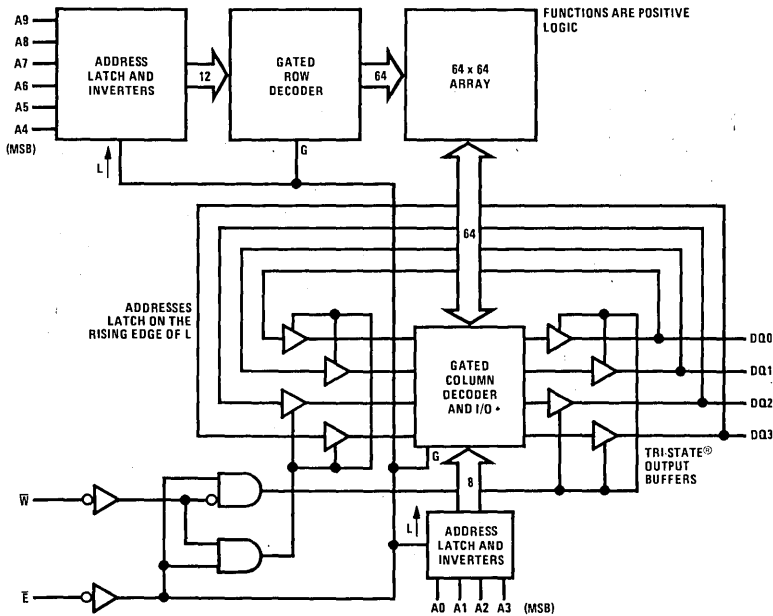 FUNCTIONS ARE POSITIVE
LOGIC
A9
A8
A7
A6
A5
A4
(MSB)
ADDRESS
LATCH AND
INVERTERS
12
GATED
ROW
DECODER
64
64 x 64
ARRAY
L
G
64
ADDRESSES
LATCH ON THE
RISING EDGE OF L
GATED
COLUMN
DECODER
AND I/O
DQ0
DQ1
DQ2
DQ3
G
TRI-STATE®
OUTPUT
BUFFERS
8
W̅
L
ADDRESS
LATCH AND
INVERTERS
E̅
A0 A1 A2 A3 (MSB)